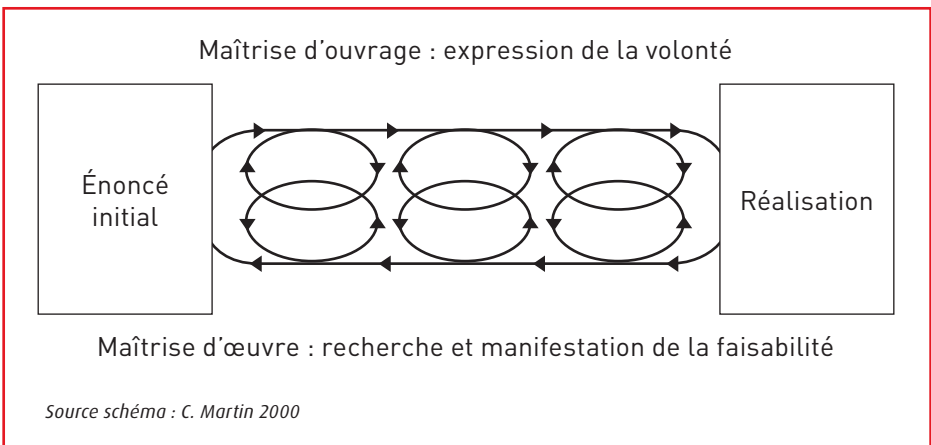 Maîtrise d'ouvrage : expression de la volonté
Énoncé
initial
Réalisation
Maîtrise d'œuvre : recherche et manifestation de la faisabilité
Source schéma : C. Martin 2000